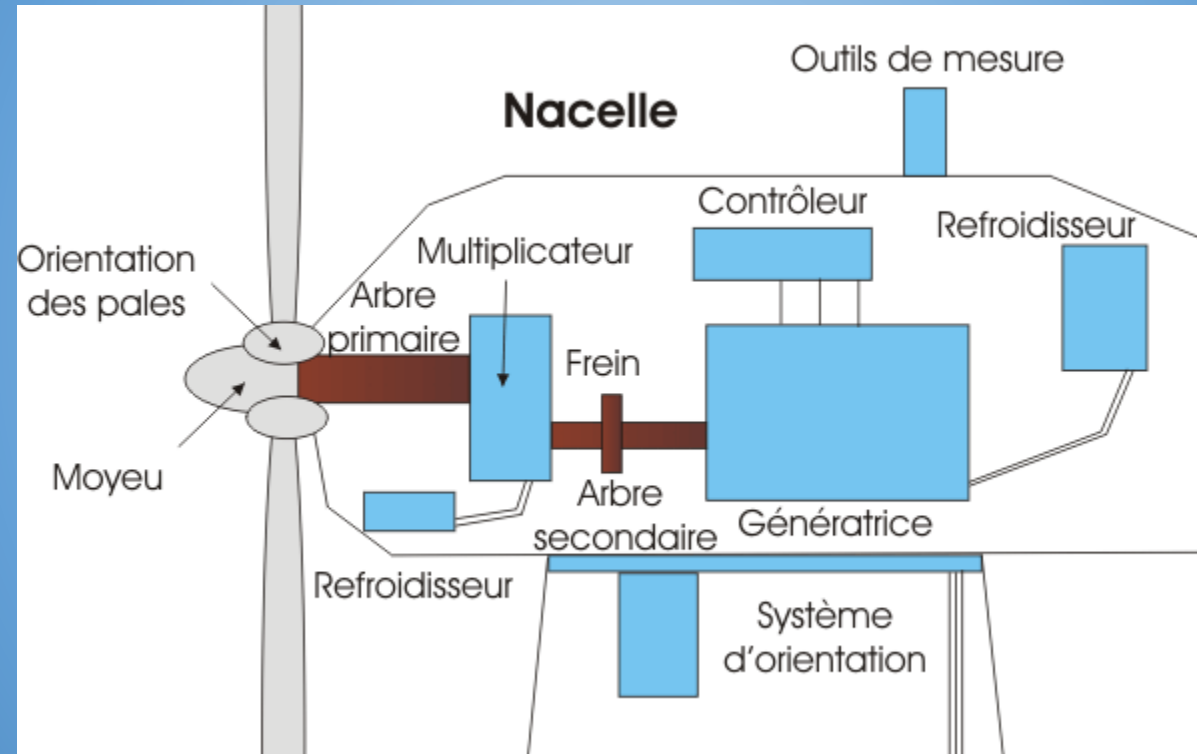 Outils de mesure
Nacelle
Contrôleur
Refroidisseur
Multiplicateur
Orientation
des pales
Arbre
primaire
Frein
Moyeu
Arbre
secondaire
Génératrice
Refroidisseur
Système
d'orientation